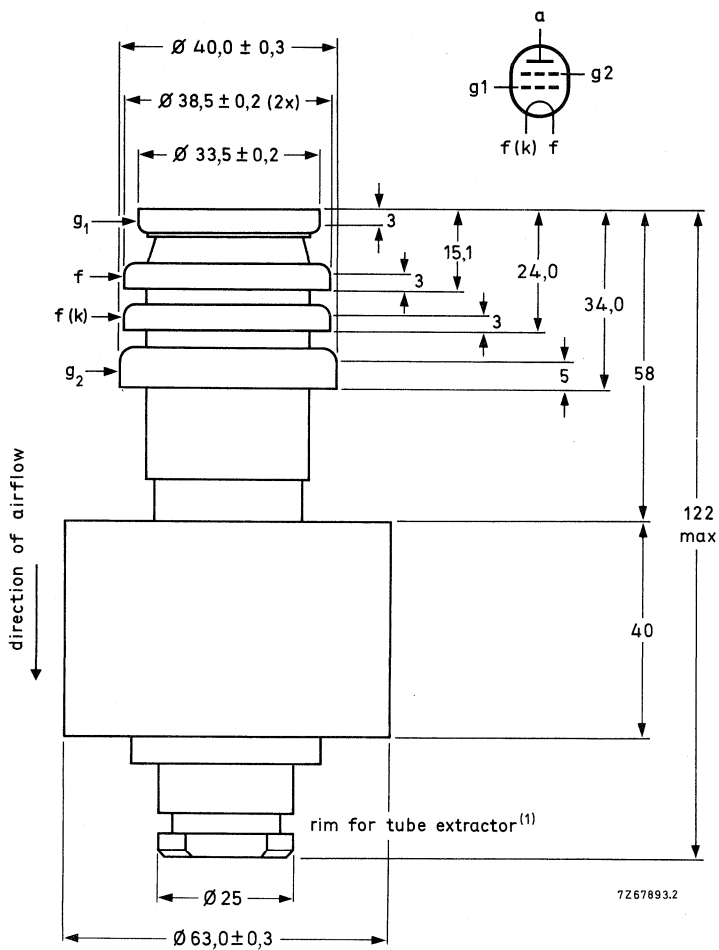 a
Ø 40,0 ± 0,3
g2
g1
Ø 38,5 ± 0,2 (2x)
f(k) f
Ø 33,5 ± 0,2
g1
3
15,1
f
3
24,0
34,0
f(k)
3
g2
5
58
direction of airflow
122
max
40
rim for tube extractor(1)
Ø 25
7Z67893.2
Ø 63,0 ± 0,3